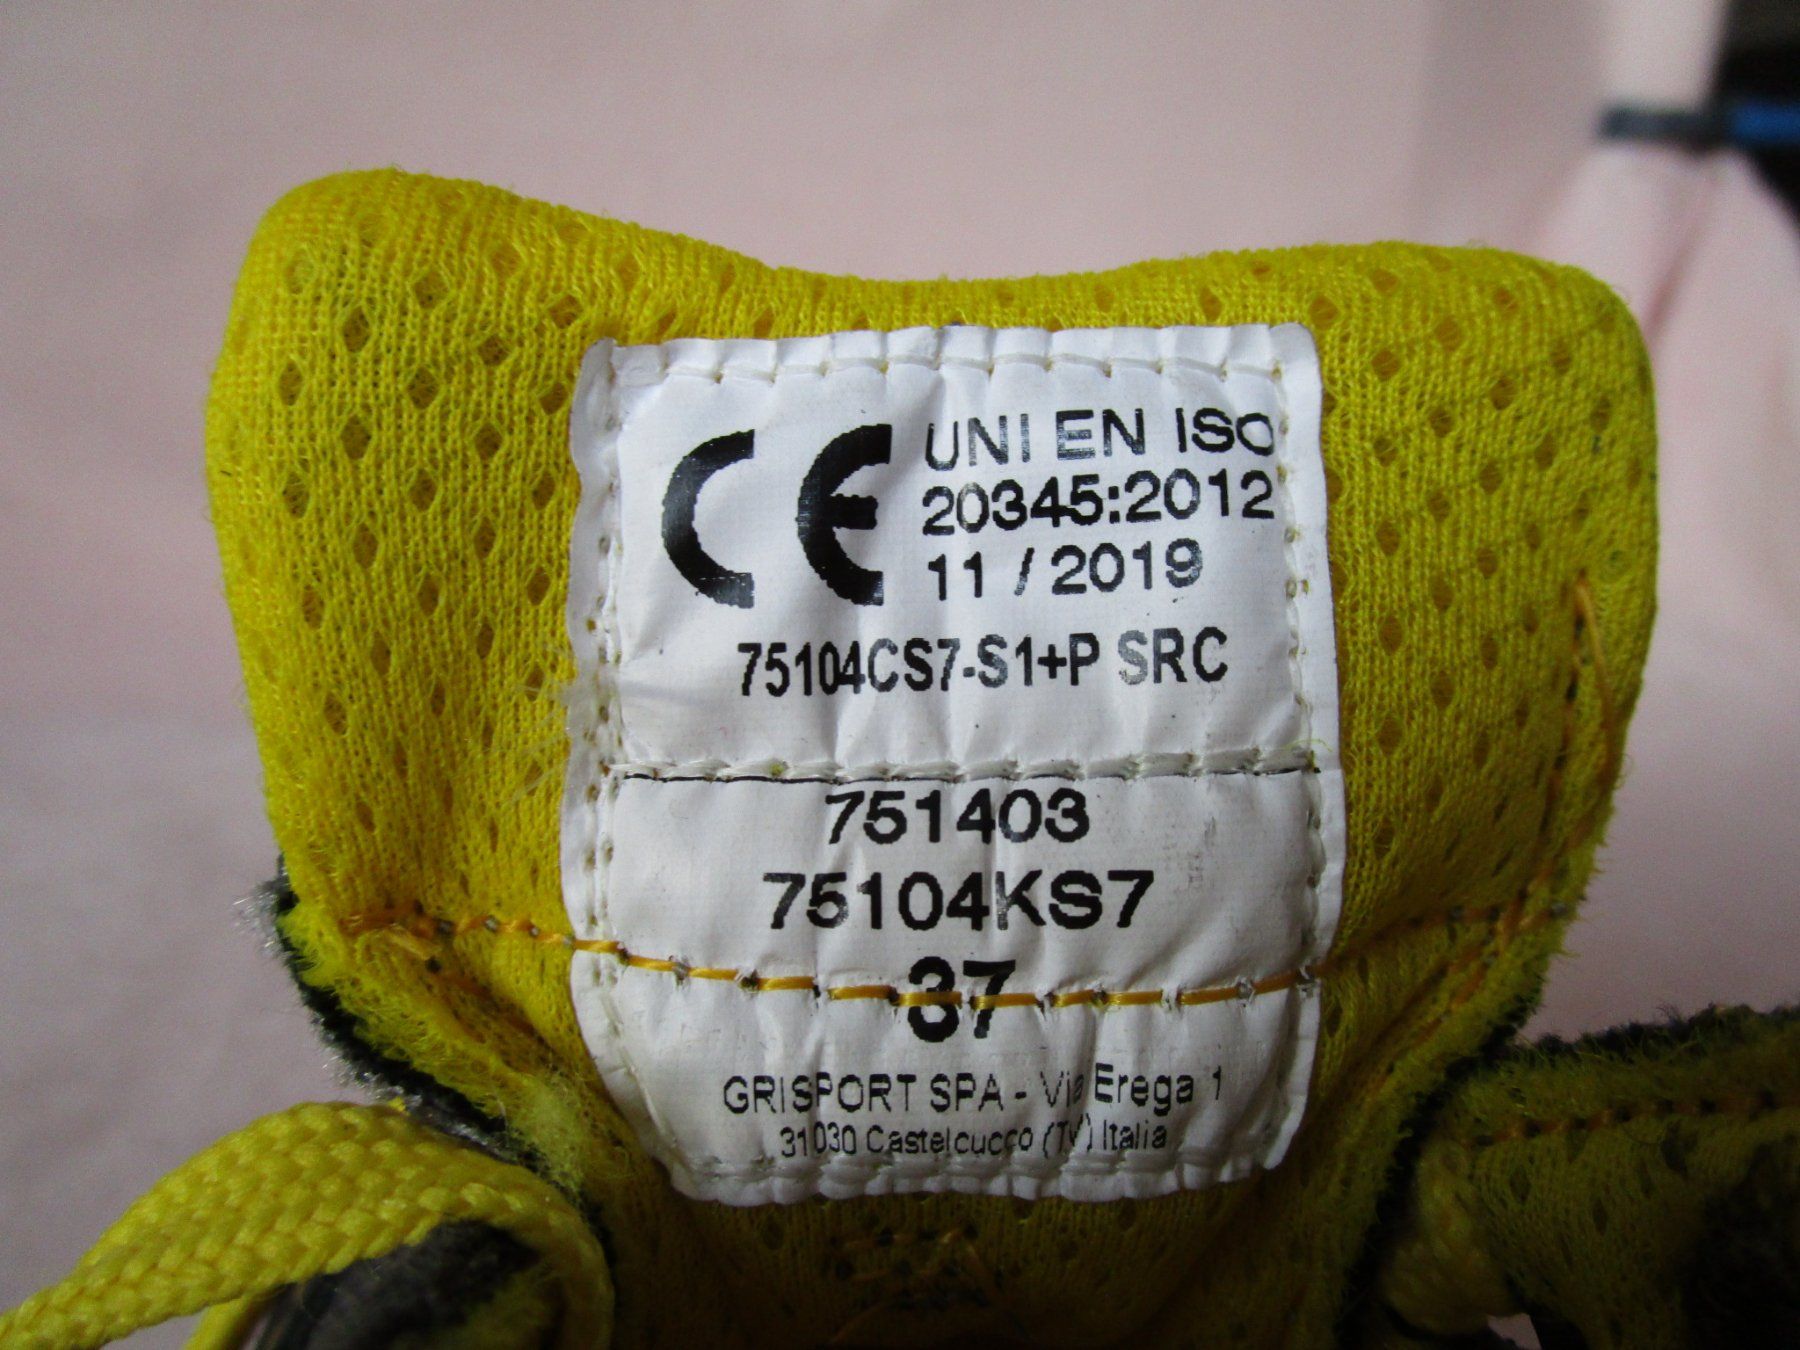 CE
UNI EN ISO
20345:2012
11 / 2019
75104CS7-S1+P SRC
751403
75104KS7
37
GRISPORT SPA - Via Erega 1
31030 Castelcucco (TV) Italia